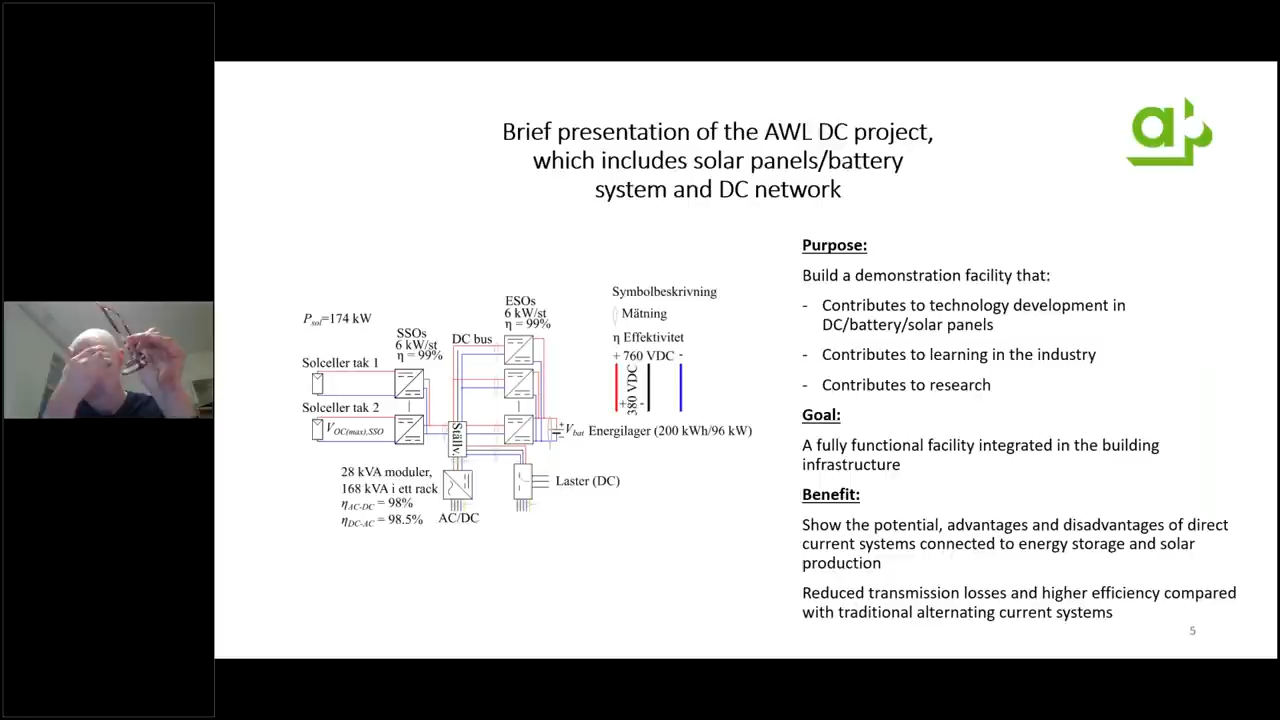 Brief presentation of the AWL DC project,
which includes solar panels/battery
system and DC network
P_sol=174 kW
SSOs
6 kW/st
η = 99%
DC bus
ESOs
6 kW/st
η = 99%
Solceller tak 1
Solceller tak 2
V_OC(max),SSO
Ställv.
28 kVA moduler,
168 kVA i ett rack
η_AC-DC = 98%
η_DC-AC = 98.5%
AC/DC
Laster (DC)
V_bat Energilager (200 kWh/96 kW)
Symbolbeskrivning
Mätning
η Effektivitet
+ 760 VDC -
+ 380 VDC -
Purpose:
Build a demonstration facility that:
- Contributes to technology development in
DC/battery/solar panels
- Contributes to learning in the industry
- Contributes to research
Goal:
A fully functional facility integrated in the building
infrastructure
Benefit:
Show the potential, advantages and disadvantages of direct
current systems connected to energy storage and solar
production
Reduced transmission losses and higher efficiency compared
with traditional alternating current systems
5